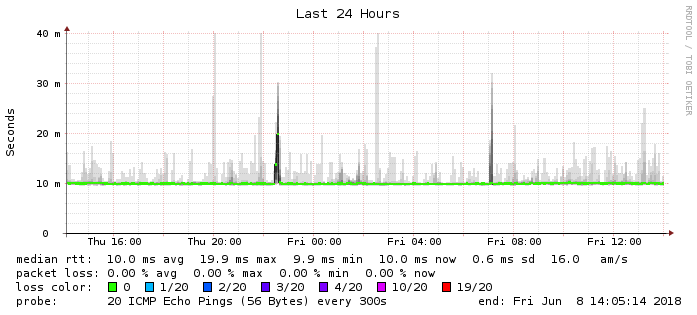 Last 24 Hours
RRDTOOL / TOBI OETIKER
Seconds
40 m
30 m
20 m
10 m
0
Thu 16:00 Thu 20:00 Fri 00:00 Fri 04:00 Fri 08:00 Fri 12:00
median rtt: 10.0 ms avg 19.9 ms max 9.9 ms min 10.0 ms now 0.6 ms sd 16.0 am/s
packet loss: 0.00 % avg 0.00 % max 0.00 % min 0.00 % now
loss color: 0 1/20 2/20 3/20 4/20 10/20 19/20
probe: 20 ICMP Echo Pings (56 Bytes) every 300s end: Fri Jun 8 14:05:14 2018